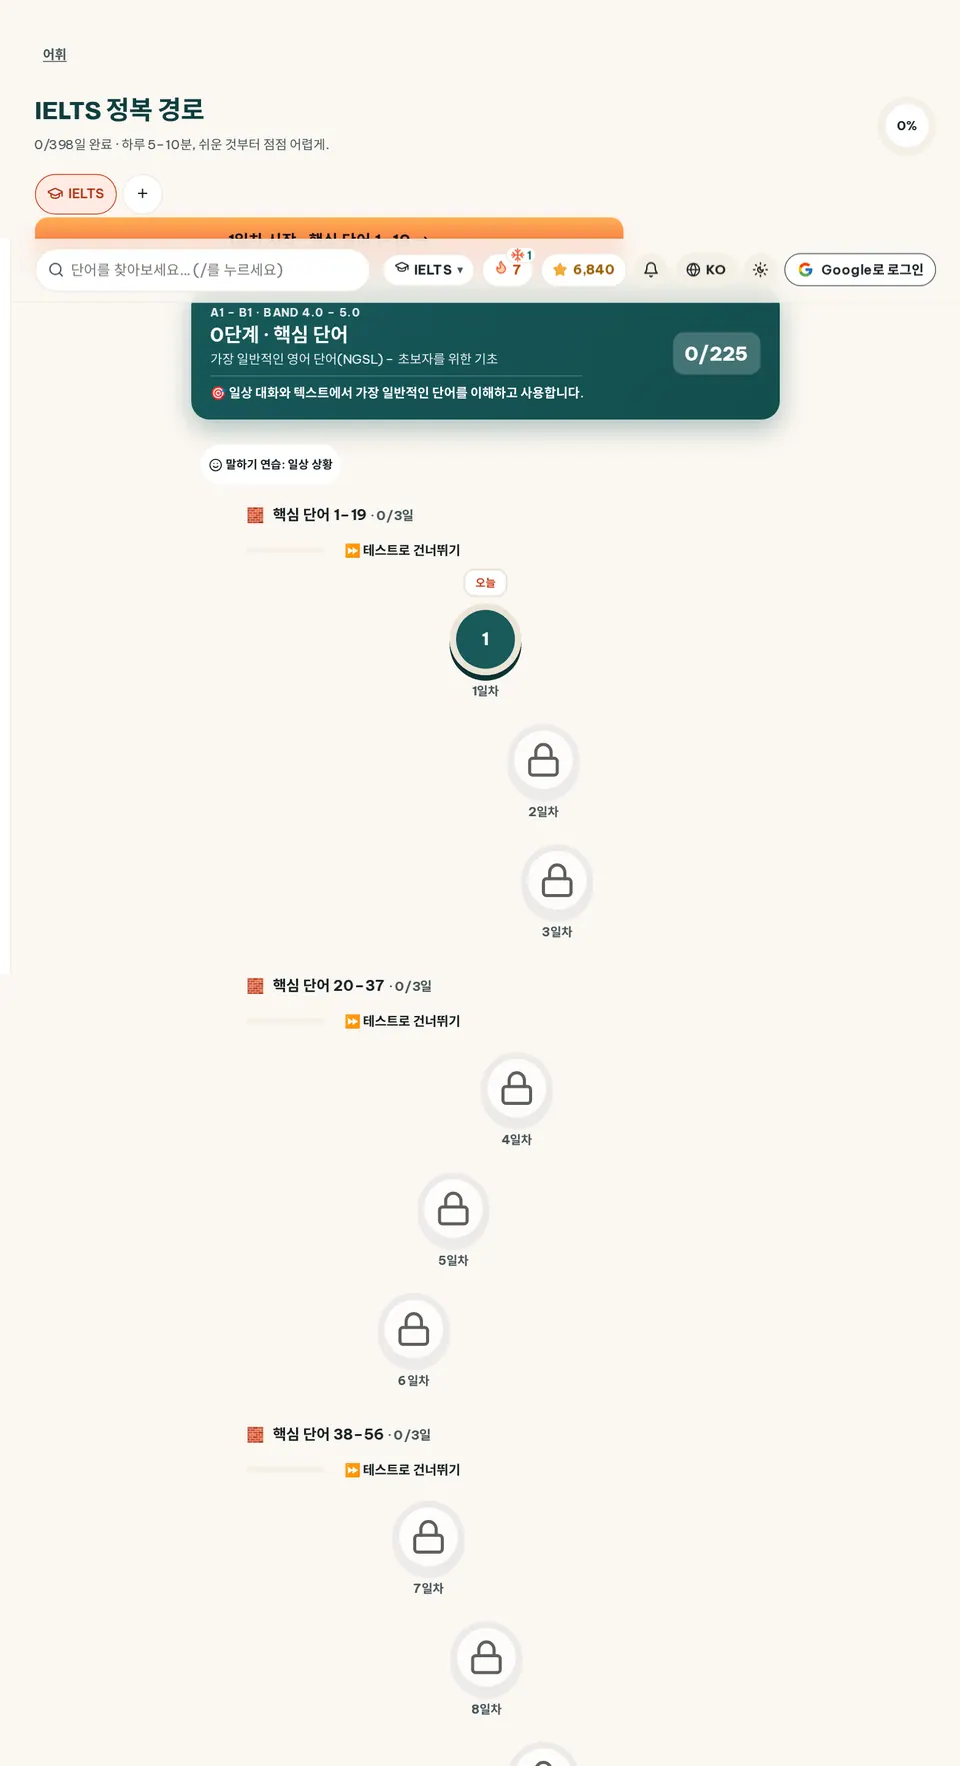 어휘
IELTS 정복 경로
0/398일 완료 · 하루 5–10분, 쉬운 것부터 점점 어렵게.
0%
IELTS
+
1일차 시작 · 핵심 단어 1–19 →
단어를 찾아보세요... (/를 누르세요)
IELTS ▾
1
7
6,840
KO
Google로 로그인
A1 – B1 · BAND 4.0 – 5.0
0단계 · 핵심 단어
가장 일반적인 영어 단어(NGSL) – 초보자를 위한 기초
0/225
🎯 일상 대화와 텍스트에서 가장 일반적인 단어를 이해하고 사용합니다.
말하기 연습: 일상 상황
🧱 핵심 단어 1–19 · 0/3일
⏩ 테스트로 건너뛰기
오늘
1
1일차
2일차
3일차
🧱 핵심 단어 20–37 · 0/3일
⏩ 테스트로 건너뛰기
4일차
5일차
6일차
🧱 핵심 단어 38–56 · 0/3일
⏩ 테스트로 건너뛰기
7일차
8일차